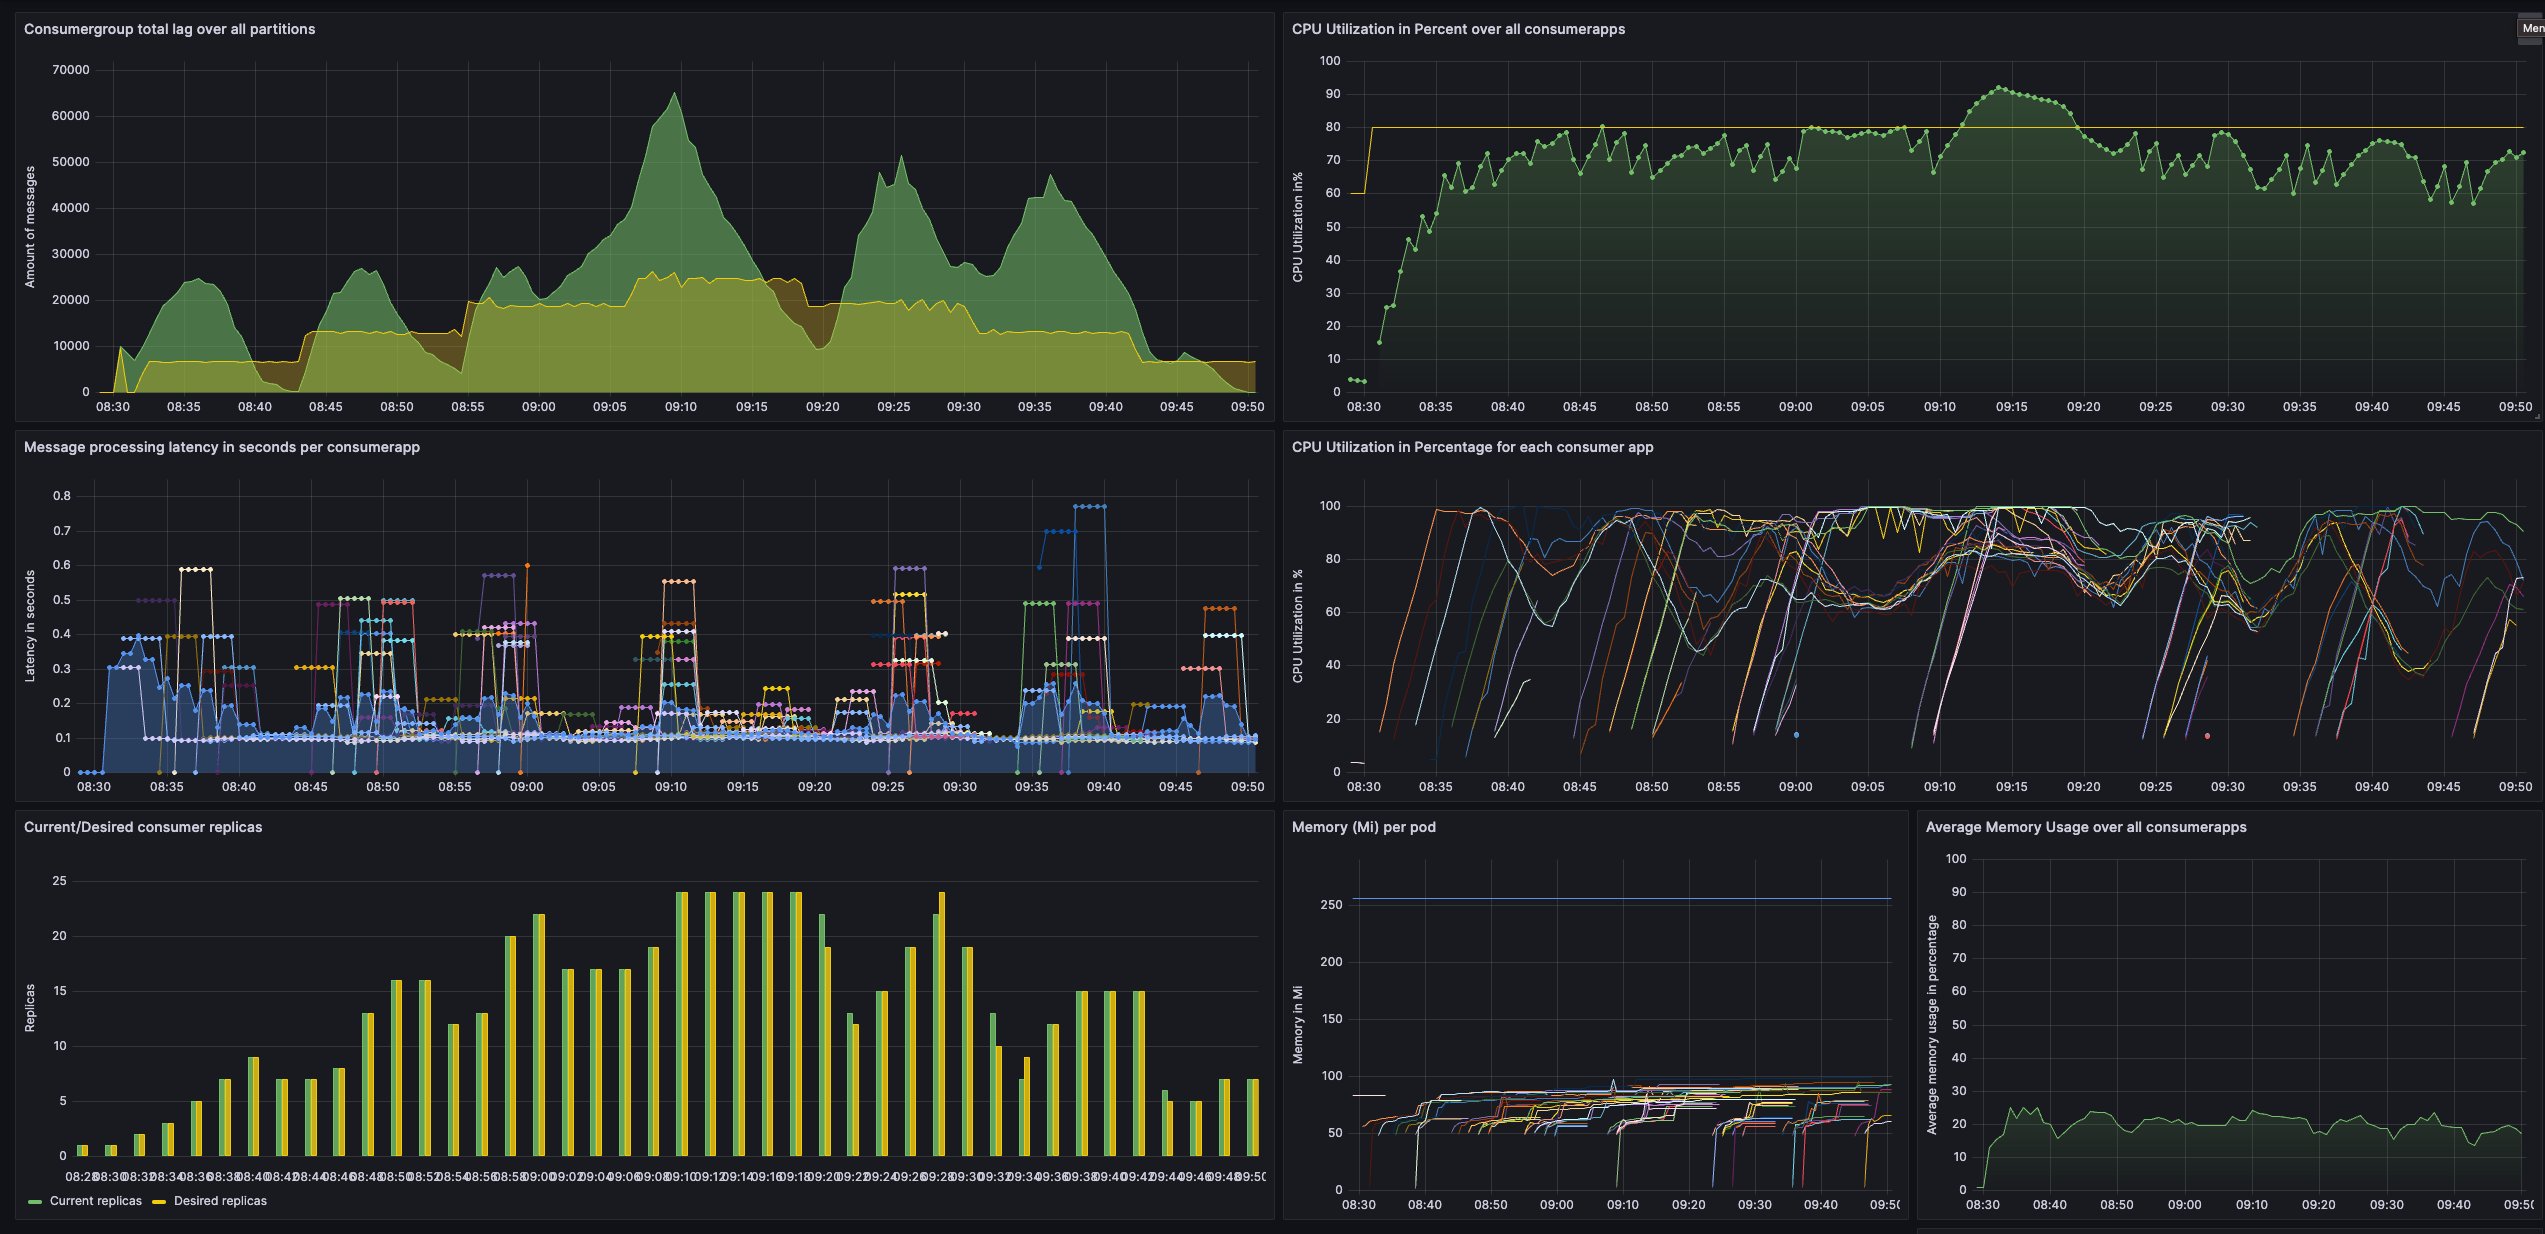 Consumergroup total lag over all partitions
Amount of messages
70000
60000
50000
40000
30000
20000
10000
0
08:30 08:35 08:40 08:45 08:50 08:55 09:00 09:05 09:10 09:15 09:20 09:25 09:30 09:35 09:40 09:45 09:50
CPU Utilization in Percent over all consumerapps
Men
CPU Utilization in%
100
90
80
70
60
50
40
30
20
10
0
08:30 08:35 08:40 08:45 08:50 08:55 09:00 09:05 09:10 09:15 09:20 09:25 09:30 09:35 09:40 09:45 09:50
Message processing latency in seconds per consumerapp
Latency in seconds
0.8
0.7
0.6
0.5
0.4
0.3
0.2
0.1
0
08:30 08:35 08:40 08:45 08:50 08:55 09:00 09:05 09:10 09:15 09:20 09:25 09:30 09:35 09:40 09:45 09:50
CPU Utilization in Percentage for each consumer app
CPU Utilization in %
100
80
60
40
20
0
08:30 08:35 08:40 08:45 08:50 08:55 09:00 09:05 09:10 09:15 09:20 09:25 09:30 09:35 09:40 09:45 09:50
Current/Desired consumer replicas
Replicas
25
20
15
10
5
0
08:28 08:30 08:32 08:34 08:36 08:38 08:40 08:42 08:44 08:46 08:48 08:50 08:52 08:54 08:56 08:58 09:00 09:02 09:04 09:06 09:08 09:10 09:12 09:14 09:16 09:18 09:20 09:22 09:24 09:26 09:28 09:30 09:32 09:34 09:36 09:38 09:40 09:42 09:44 09:46 09:48 09:50
Current replicas Desired replicas
Memory (Mi) per pod
Memory in Mi
250
200
150
100
50
0
08:30 08:40 08:50 09:00 09:10 09:20 09:30 09:40 09:50
Average Memory Usage over all consumerapps
Average memory usage in percentage
100
90
80
70
60
50
40
30
20
10
0
08:30 08:40 08:50 09:00 09:10 09:20 09:30 09:40 09:50